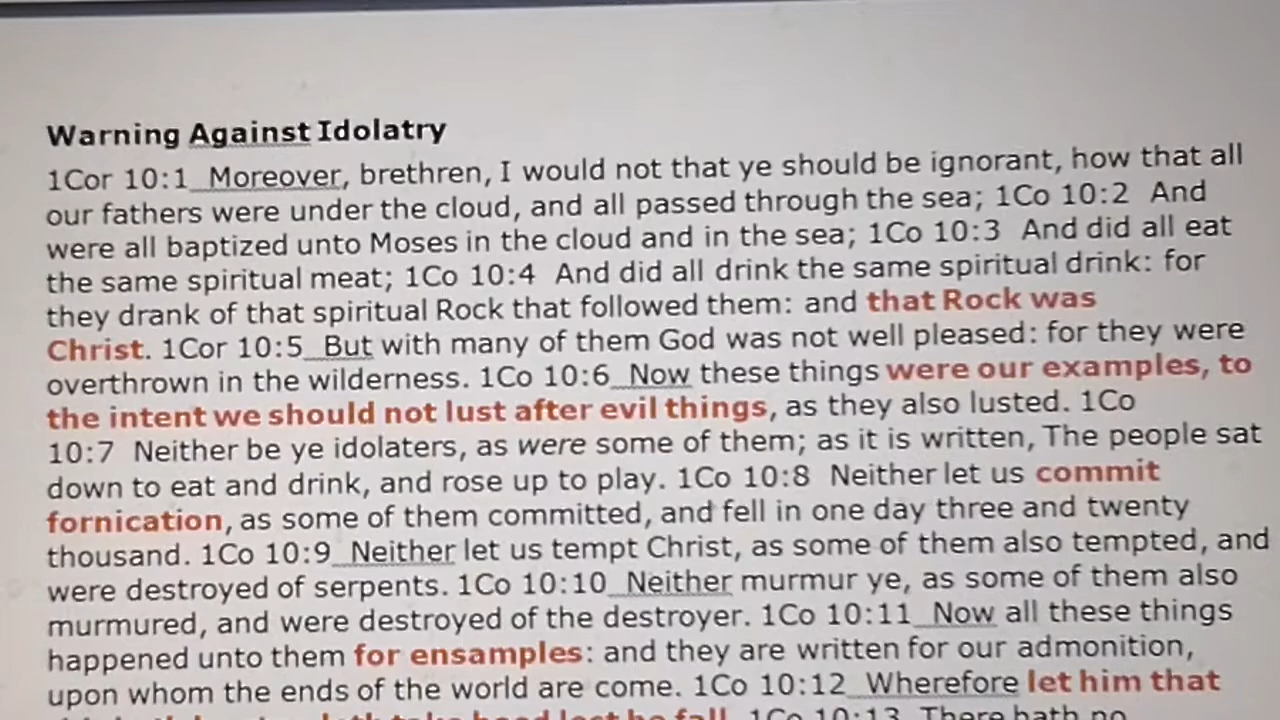 Warning Against Idolatry
1Cor 10:1  Moreover, brethren, I would not that ye should be ignorant, how that all
our fathers were under the cloud, and all passed through the sea; 1Co 10:2  And
were all baptized unto Moses in the cloud and in the sea; 1Co 10:3  And did all eat
the same spiritual meat; 1Co 10:4  And did all drink the same spiritual drink: for
they drank of that spiritual Rock that followed them: and that Rock was
Christ. 1Cor 10:5  But with many of them God was not well pleased: for they were
overthrown in the wilderness. 1Co 10:6  Now these things were our examples, to
the intent we should not lust after evil things, as they also lusted. 1Co
10:7  Neither be ye idolaters, as were some of them; as it is written, The people sat
down to eat and drink, and rose up to play. 1Co 10:8  Neither let us commit
fornication, as some of them committed, and fell in one day three and twenty
thousand. 1Co 10:9  Neither let us tempt Christ, as some of them also tempted, and
were destroyed of serpents. 1Co 10:10  Neither murmur ye, as some of them also
murmured, and were destroyed of the destroyer. 1Co 10:11  Now all these things
happened unto them for ensamples: and they are written for our admonition,
upon whom the ends of the world are come. 1Co 10:12  Wherefore let him that
take heed lest he fall. 1Co 10:13  There hath no